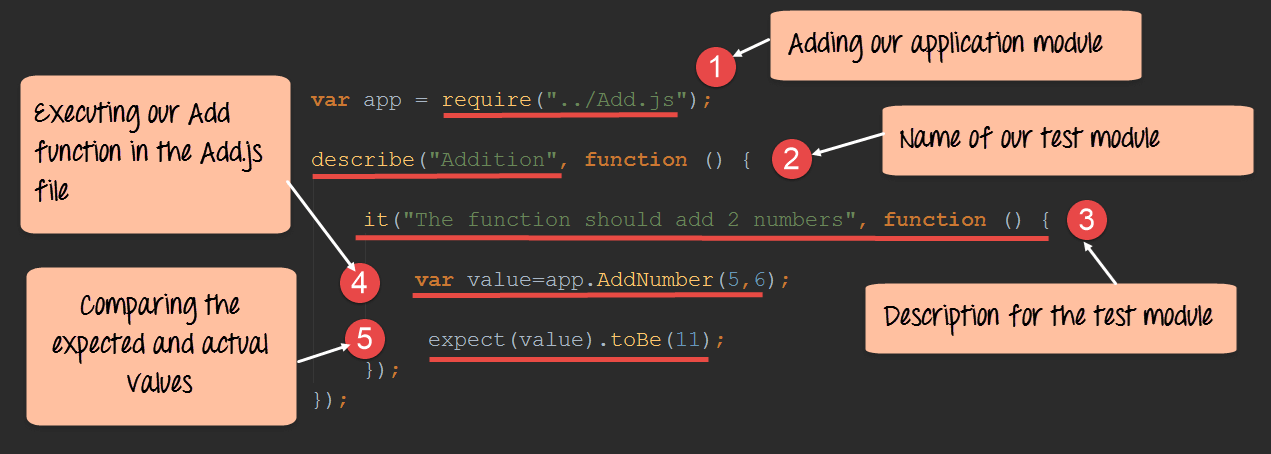 Adding our application module
1
Executing our Add
function in the Add.js
file
var app = require("../Add.js");
Name of our test module
2
describe("Addition", function () {
it("The function should add 2 numbers", function () {
3
4
var value=app.AddNumber(5,6);
Description for the test module
Comparing the
expected and actual
values
5
expect(value).toBe(11);
});
});